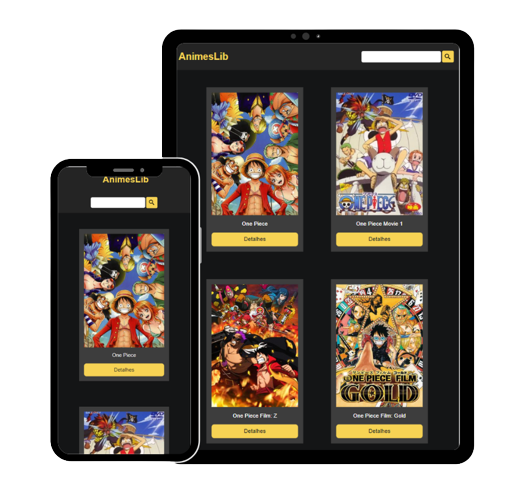 AnimesLib
One Piece
Detalhes
One Piece Movie 1
Detalhes
One Piece Film: Z
Detalhes
ONE PIECE FILM
GOLD
One Piece Film: Gold
Detalhes
AnimesLib
One Piece
Detalhes